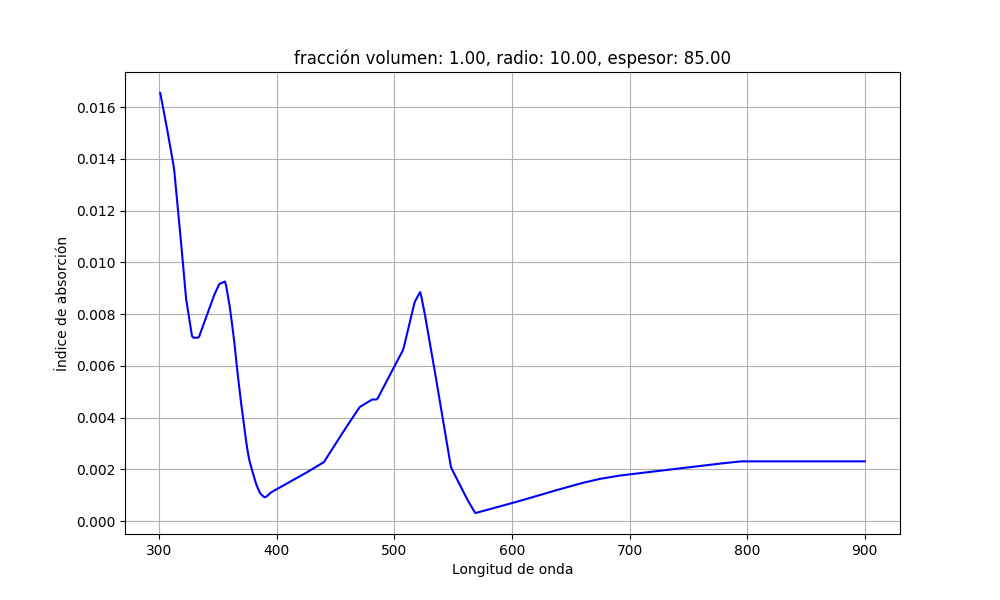 fracción volumen: 1.00, radio: 10.00, espesor: 85.00
Índice de absorción
0.016
0.014
0.012
0.010
0.008
0.006
0.004
0.002
0.000
300 400 500 600 700 800 900
Longitud de onda